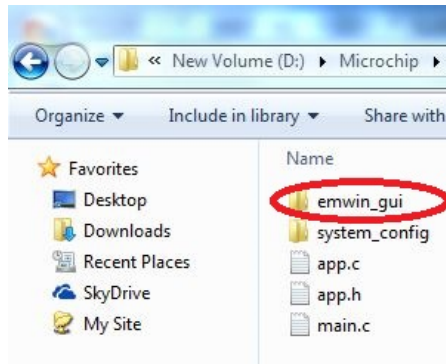 « New Volume (D:) ▸ Microchip ▸
Organize ▾ Include in library ▾ Share with
Favorites
Desktop
Downloads
Recent Places
SkyDrive
My Site
Name
emwin_gui
system_config
app.c
app.h
main.c